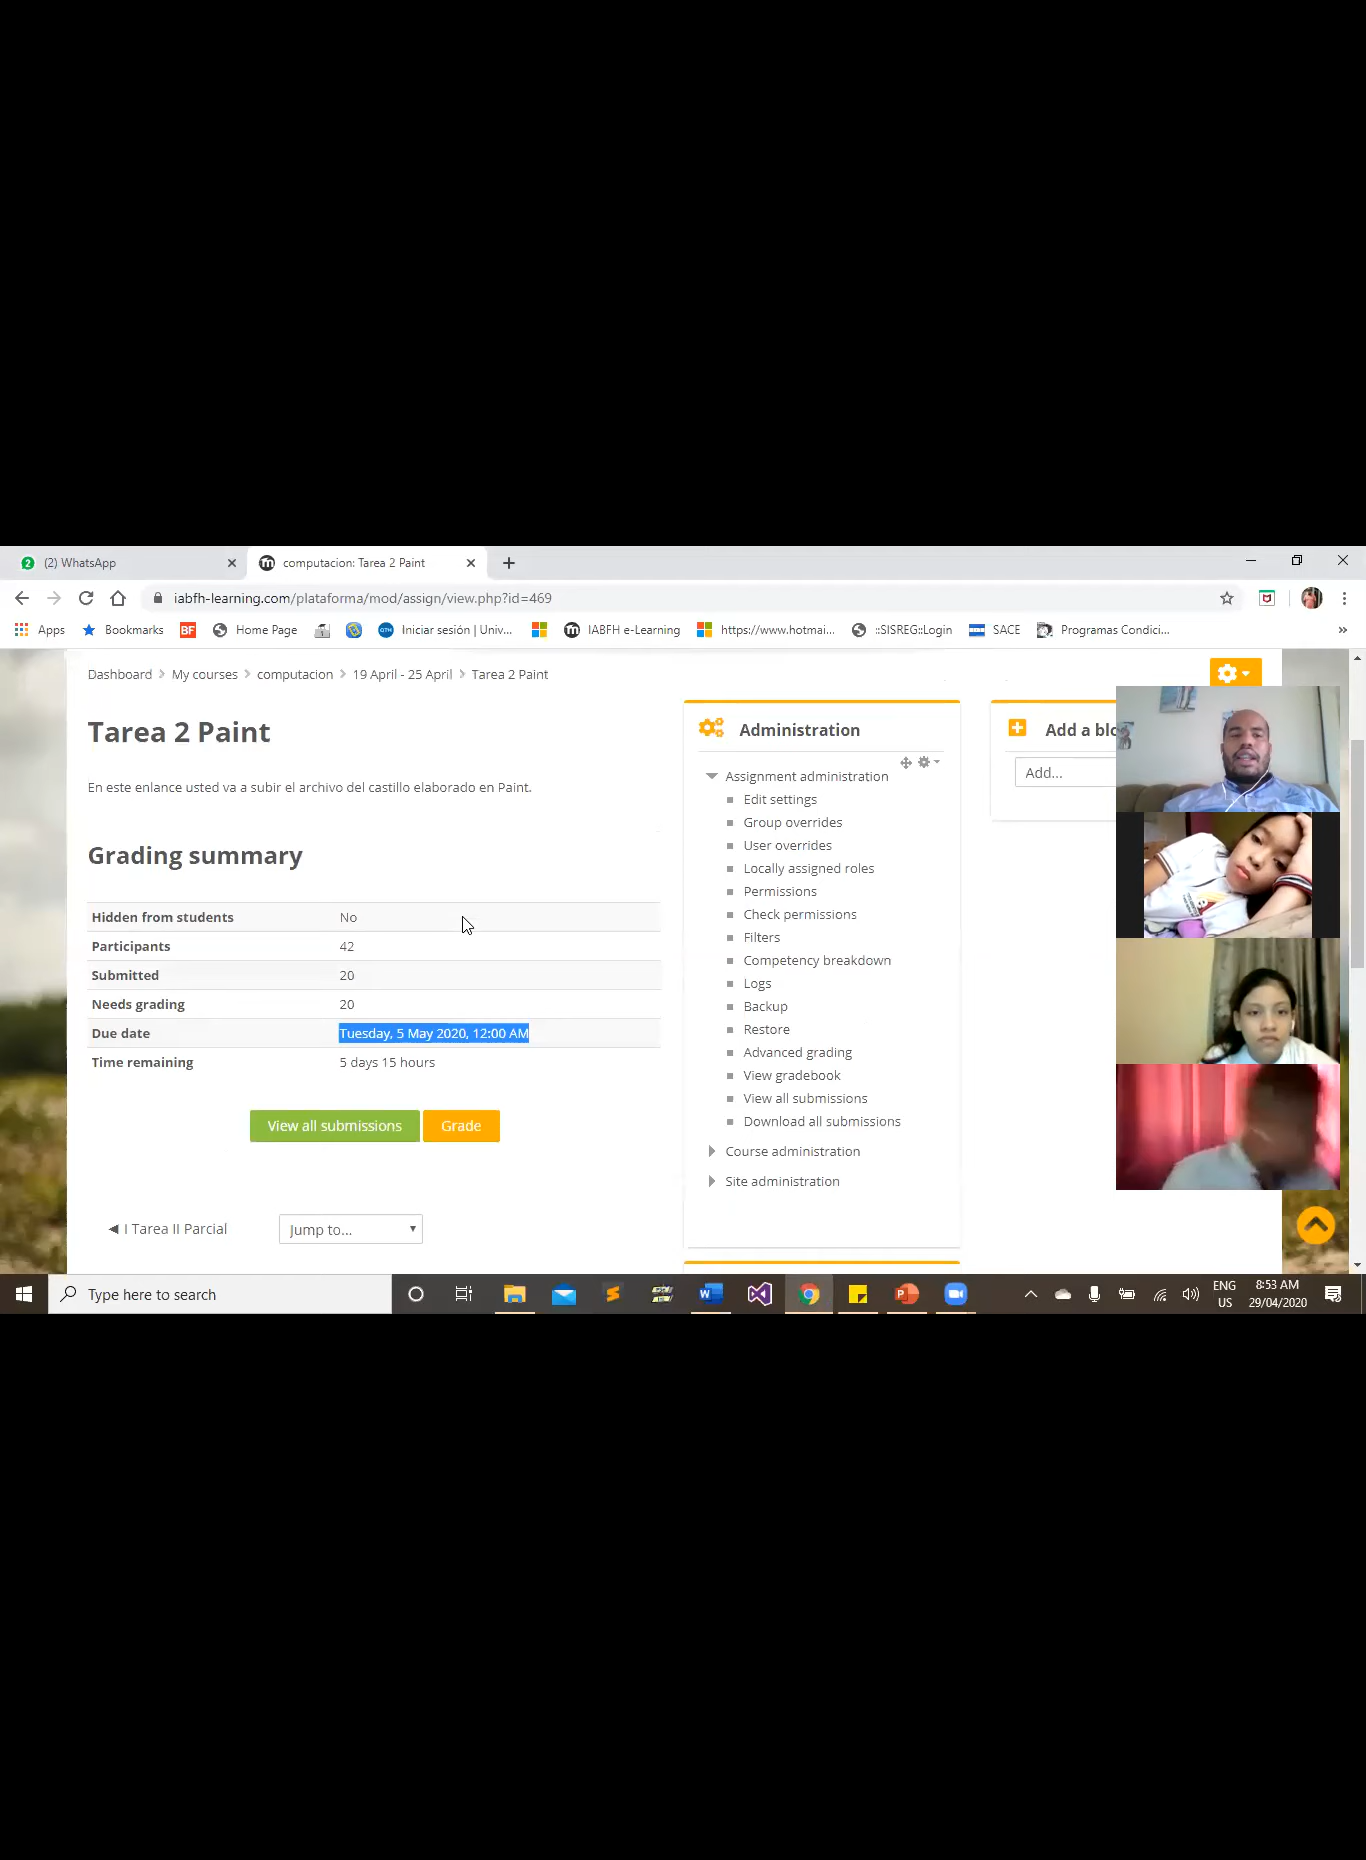 (2) WhatsApp
computacion: Tarea 2 Paint
iabfh-learning.com/plataforma/mod/assign/view.php?id=469
Apps Bookmarks BF Home Page Iniciar sesión | Univ... IABFH e-Learning https://www.hotmai... ::SISREG::Login SACE Programas Condici... »
Dashboard My courses computacion 19 April - 25 April Tarea 2 Paint
Tarea 2 Paint
En este enlance usted va a subir el archivo del castillo elaborado en Paint.
Grading summary
Hidden from students No
Participants 42
Submitted 20
Needs grading 20
Due date Tuesday, 5 May 2020, 12:00 AM
Time remaining 5 days 15 hours
View all submissions Grade
◄ I Tarea II Parcial
Jump to...
Administration
Assignment administration
Edit settings
Group overrides
User overrides
Locally assigned roles
Permissions
Check permissions
Filters
Competency breakdown
Logs
Backup
Restore
Advanced grading
View gradebook
View all submissions
Download all submissions
Course administration
Site administration
Add a blo
Add...
Type here to search
ENG
US
8:53 AM
29/04/2020